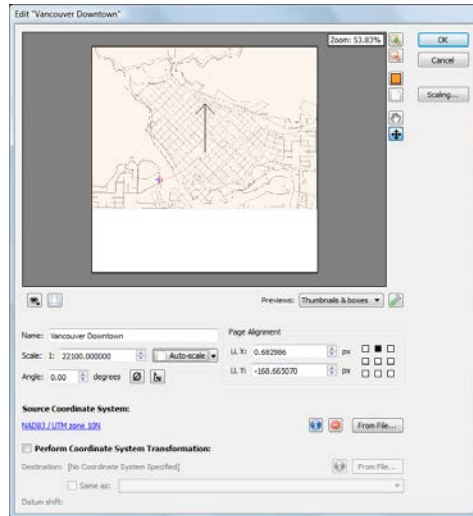 Edit "Vancouver Downtown"
Zoom: 53.83%
OK
Cancel
Scaling...
Previews: Thumbnails & boxes
Name: Vancouver Downtown
Page Alignment
Scale: 1: 22100.000000 Auto-scale
LL X: 0.682986 px
Angle: 0.00 degrees
LL Y: -168.665070 px
Source Coordinate System:
NAD83 / UTM zone 10N
From File...
Perform Coordinate System Transformation:
Destination: [No Coordinate System Specified]
From File...
Same as:
Datum shift: